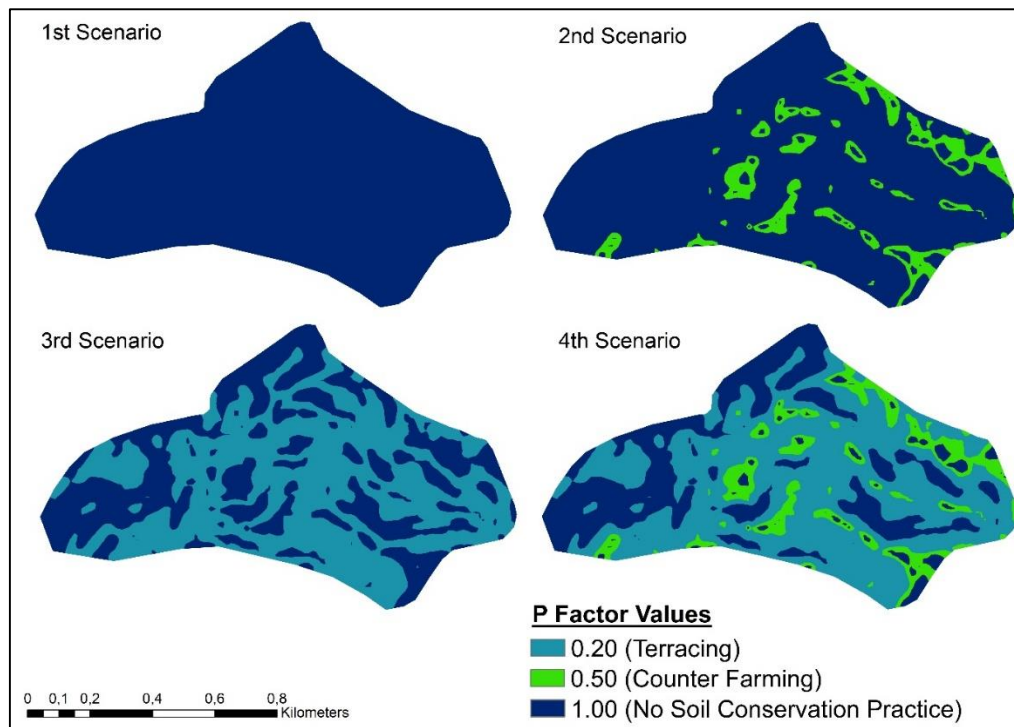 1st Scenario
2nd Scenario
3rd Scenario
4th Scenario
P Factor Values
0.20 (Terracing)
0.50 (Counter Farming)
1.00 (No Soil Conservation Practice)
0 0,1 0,2 0,4 0,6 0,8
Kilometers